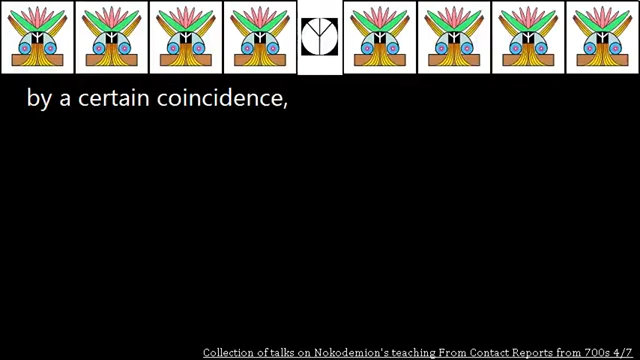 by a certain coincidence,
Collection of talks on Nokodemion's teaching From Contact Reports from 700s 4/7